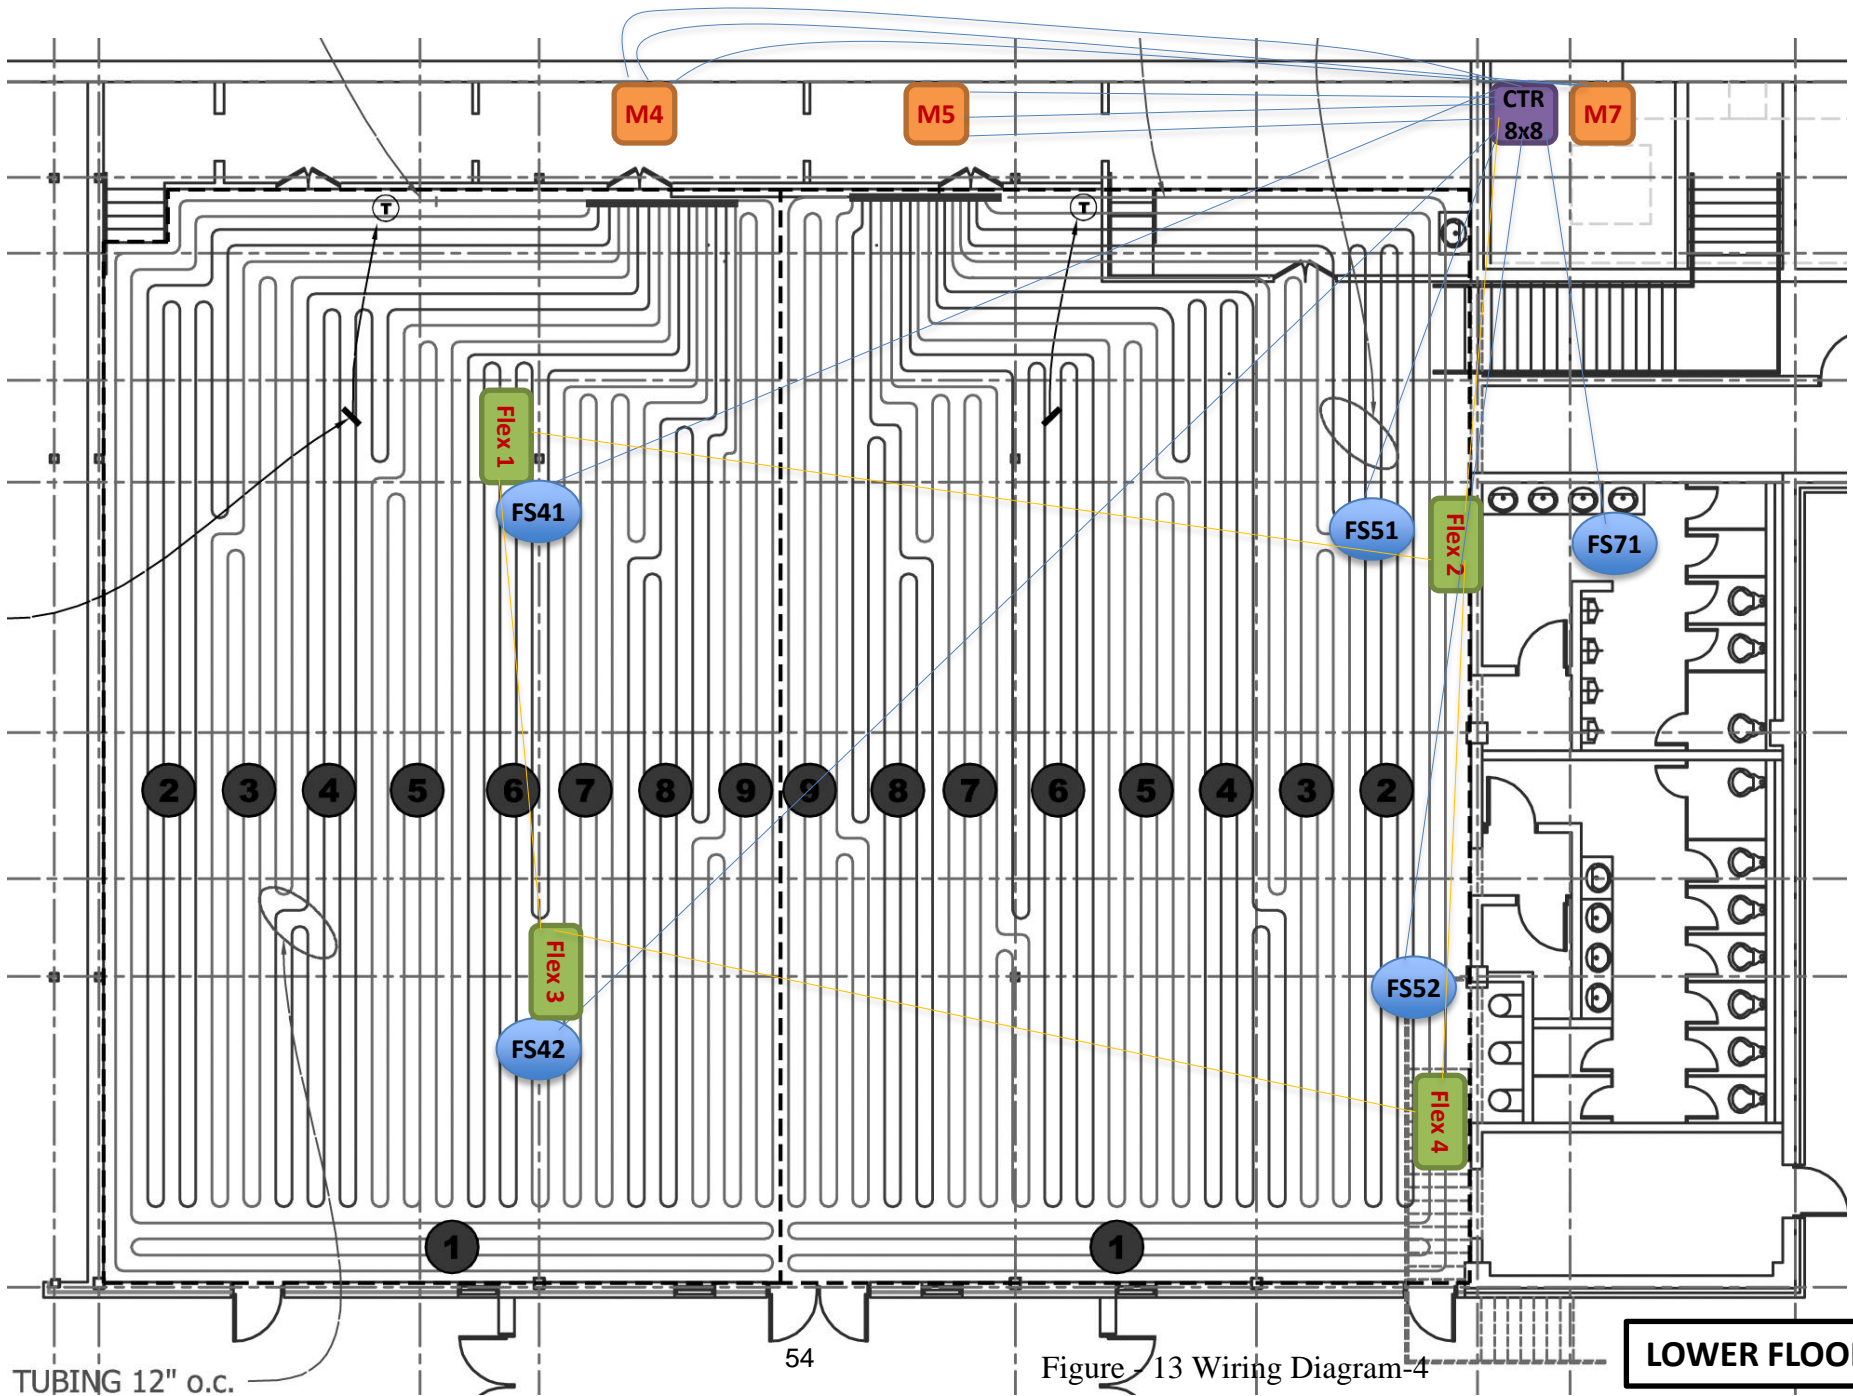 M4
M5
CTR
8x8
M7
T
T
Flex 1
FS41
FS51
Flex 2
FS71
2
3
4
5
6
7
8
9
9
8
7
6
5
4
3
2
Flex 3
FS52
FS42
Flex 4
1
1
54
Figure - 13 Wiring Diagram-4
LOWER FLOO
TUBING 12" o.c.